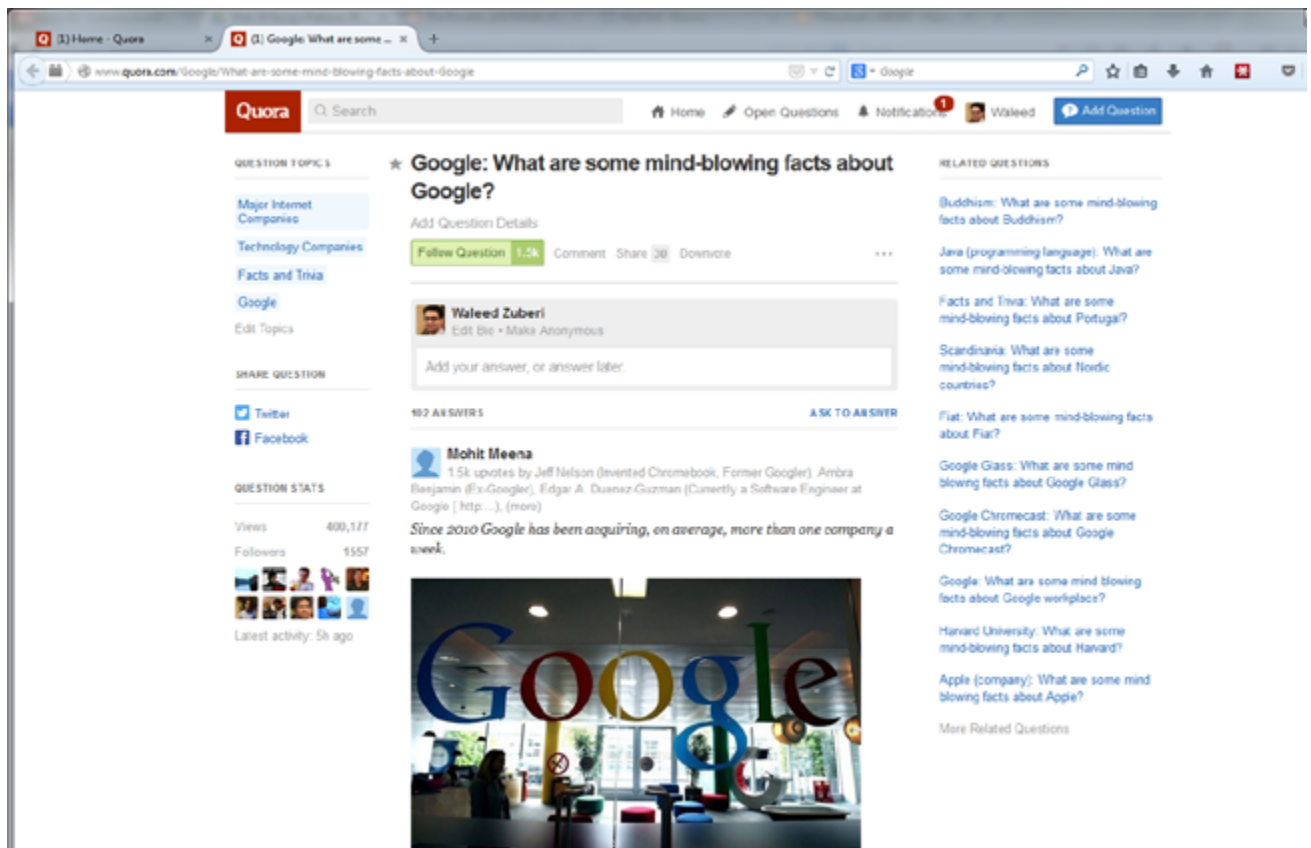 (1) Home - Quora
(1) Google: What are some ...
www.quora.com/Google/What-are-some-mind-blowing-facts-about-Google
Google
Quora
Search
Home
Open Questions
Notifications
1
Waleed
Add Question
QUESTION TOPICS
Major Internet
Companies
Technology Companies
Facts and Trivia
Google
Edit Topics
SHARE QUESTION
Twitter
Facebook
QUESTION STATS
Views 400,177
Followers 1557
Latest activity: 5h ago
Google: What are some mind-blowing facts about
Google?
Add Question Details
Follow Question 1.5k Comment Share 30 Downvote
Waleed Zuberi
Edit Bio • Make Anonymous
Add your answer, or answer later.
102 ANSWERS
ASK TO ANSWER
Mohit Meena
1.5k upvotes by Jeff Nelson (Invented Chromebook, Former Googler), Ambra
Benjamin (Ex-Googler), Edgar A. Duenez-Guzman (Currently a Software Engineer at
Google [ http:...), (more)
Since 2010 Google has been acquiring, on average, more than one company a
week.
Google
RELATED QUESTIONS
Buddhism: What are some mind-blowing
facts about Buddhism?
Java (programming language): What are
some mind-blowing facts about Java?
Facts and Trivia: What are some
mind-blowing facts about Portugal?
Scandinavia: What are some
mind-blowing facts about Nordic
countries?
Fiat: What are some mind-blowing facts
about Fiat?
Google Glass: What are some mind
blowing facts about Google Glass?
Google Chromecast: What are some
mind-blowing facts about Google
Chromecast?
Google: What are some mind blowing
facts about Google workplace?
Harvard University: What are some
mind-blowing facts about Harvard?
Apple (company): What are some mind
blowing facts about Apple?
More Related Questions